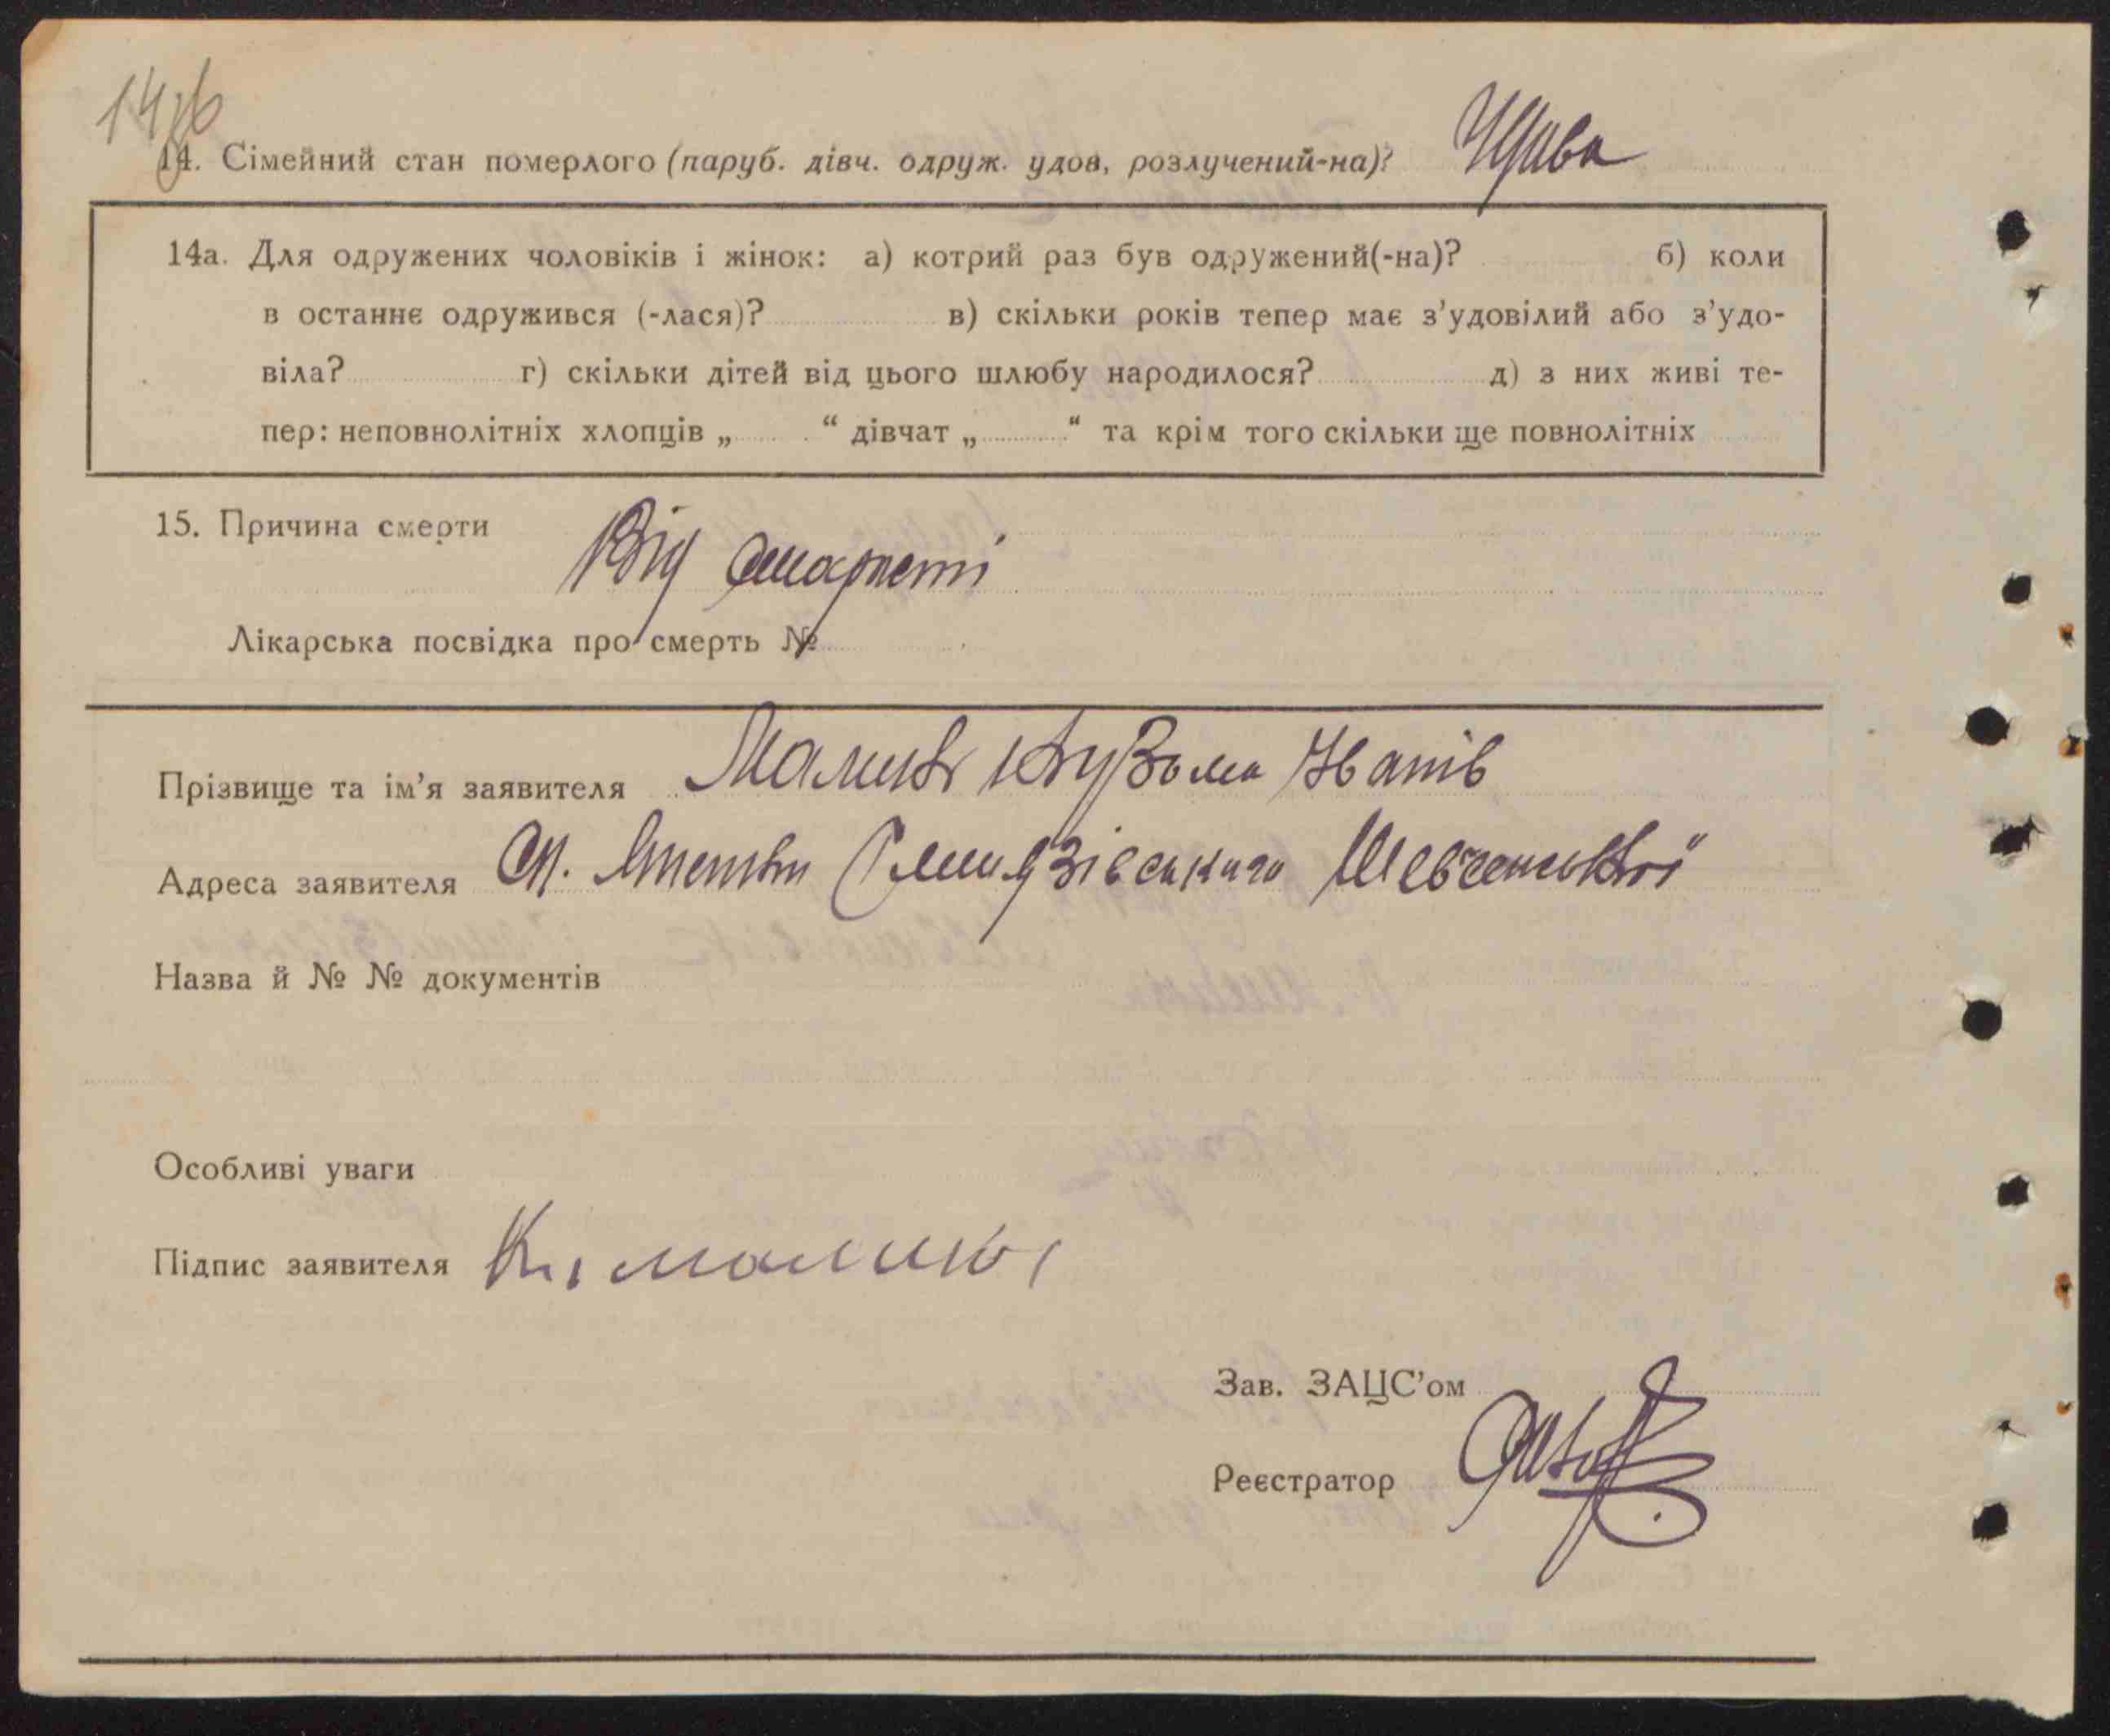 14. Сімейний стан померлого (паруб. дівч. одруж. удов, розлучений-на)? Удова
14а. Для одружених чоловіків і жінок: а) котрий раз був одружений(-на)? б) коли
в останнє одружився (-лася)? в) скільки років тепер має з’удовілий або з’удо-
віла? г) скільки дітей від цього шлюбу народилося? д) з них живі те-
пер: неповнолітніх хлопців „ “ дівчат „ “ та крім того скільки ще повнолітніх
15. Причина смерти
Від старості
Лікарська посвідка про смерть №
Прізвище та ім’я заявителя Кузьма
Адреса заявителя
Назва й № № документів
Особливі уваги
Підпис заявителя
Зав. ЗАЦС’ом
Реєстратор